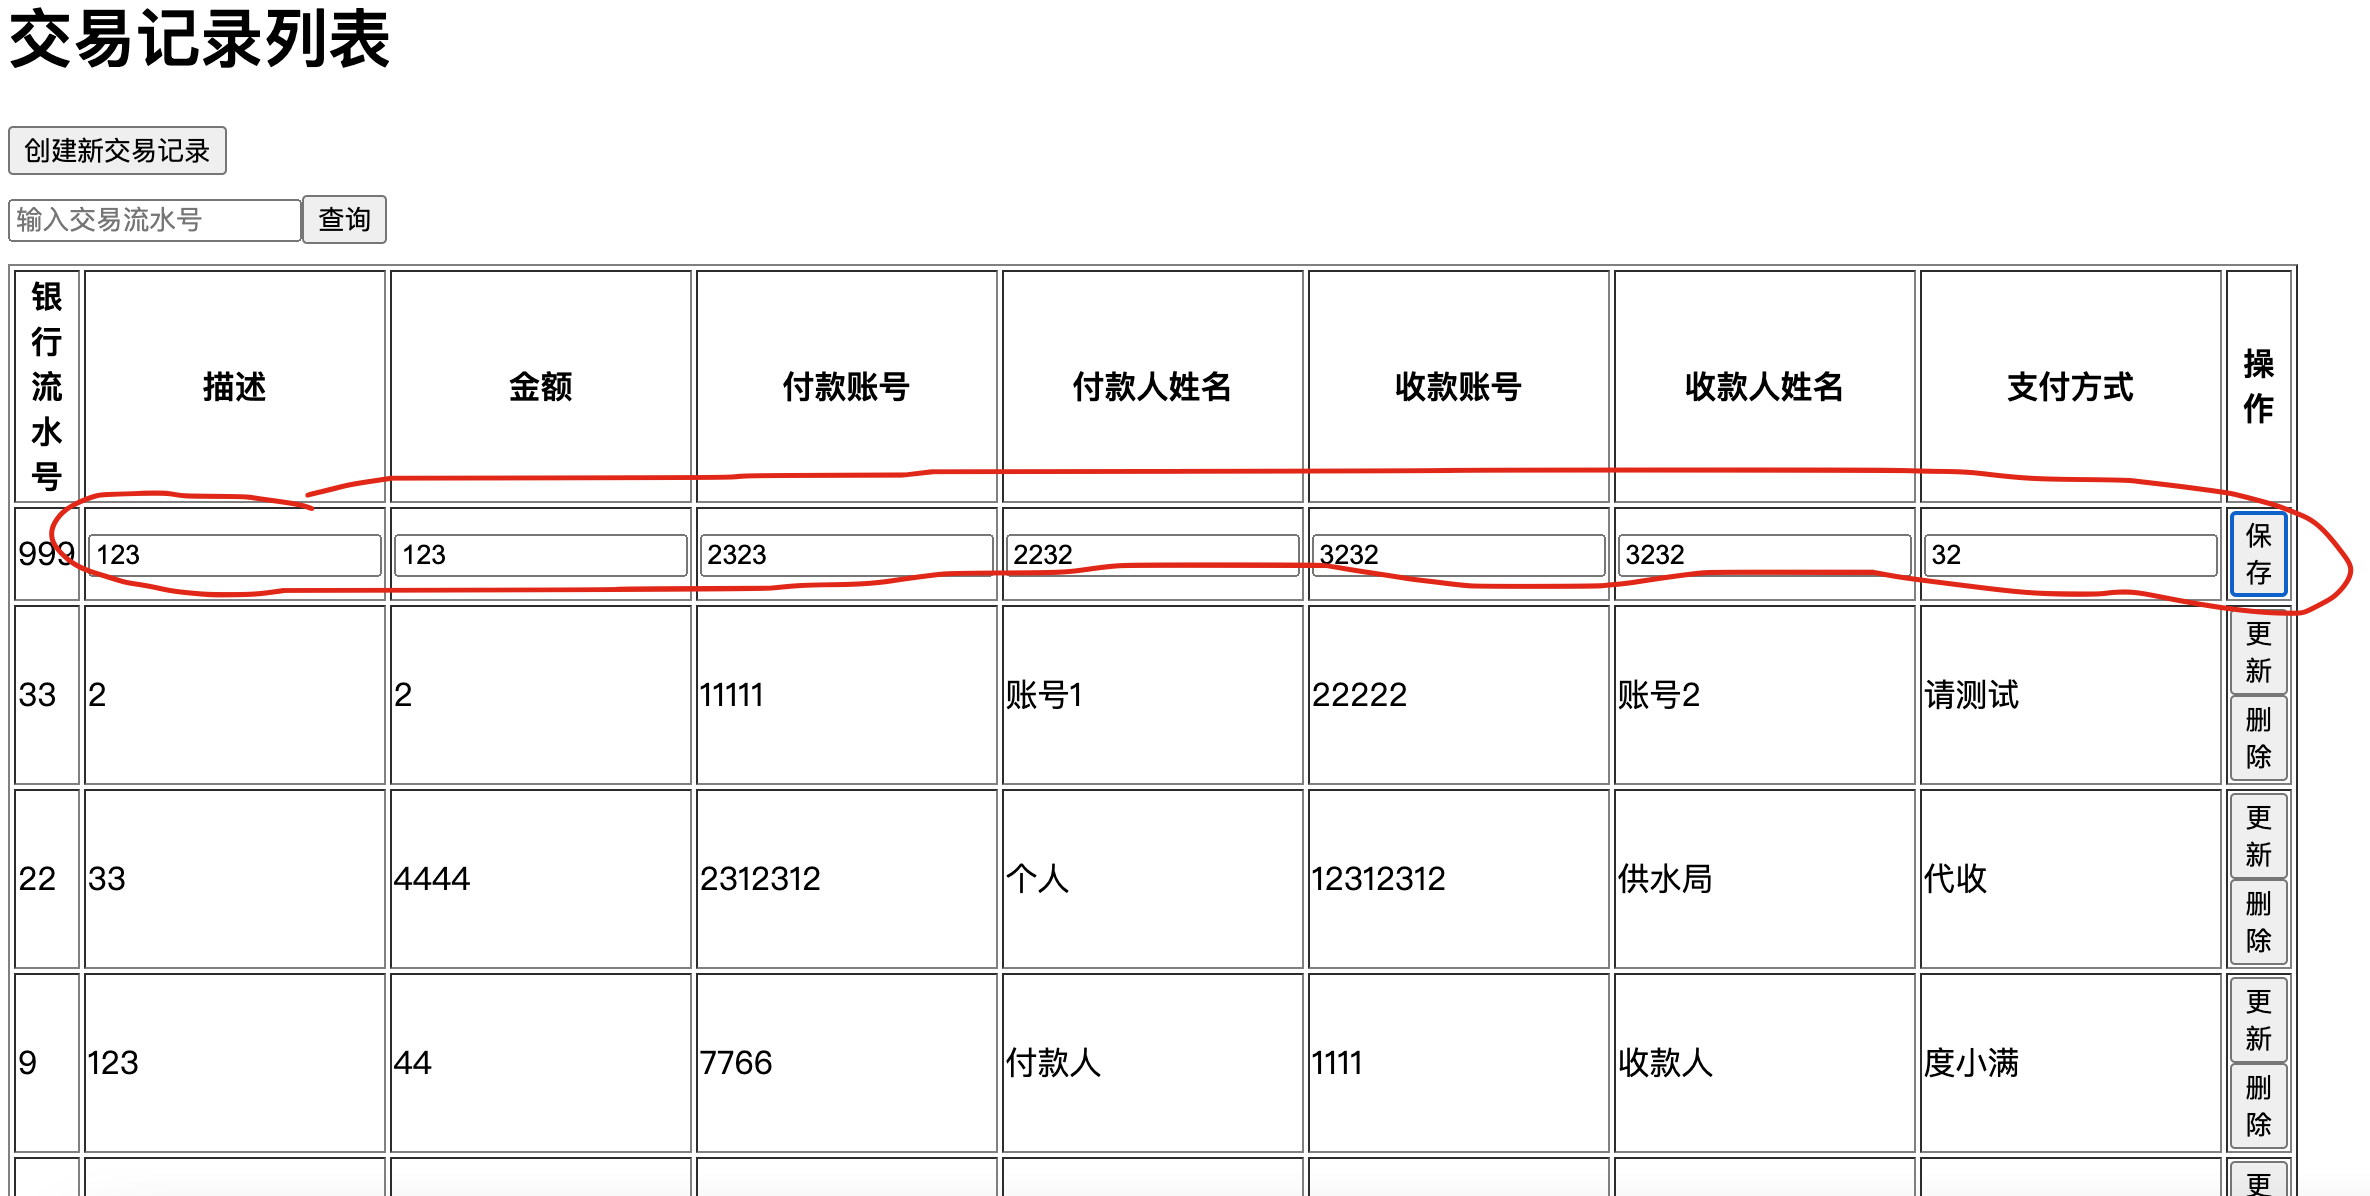 交易记录列表
创建新交易记录
输入交易流水号 查询
银行流水号 描述 金额 付款账号 付款人姓名 收款账号 收款人姓名 支付方式 操作
999 123 123 2323 2232 3232 3232 32 保存
33 2 2 11111 账号1 22222 账号2 请测试 更新 删除
22 33 4444 2312312 个人 12312312 供水局 代收 更新 删除
9 123 44 7766 付款人 1111 收款人 度小满 更新 删除
更